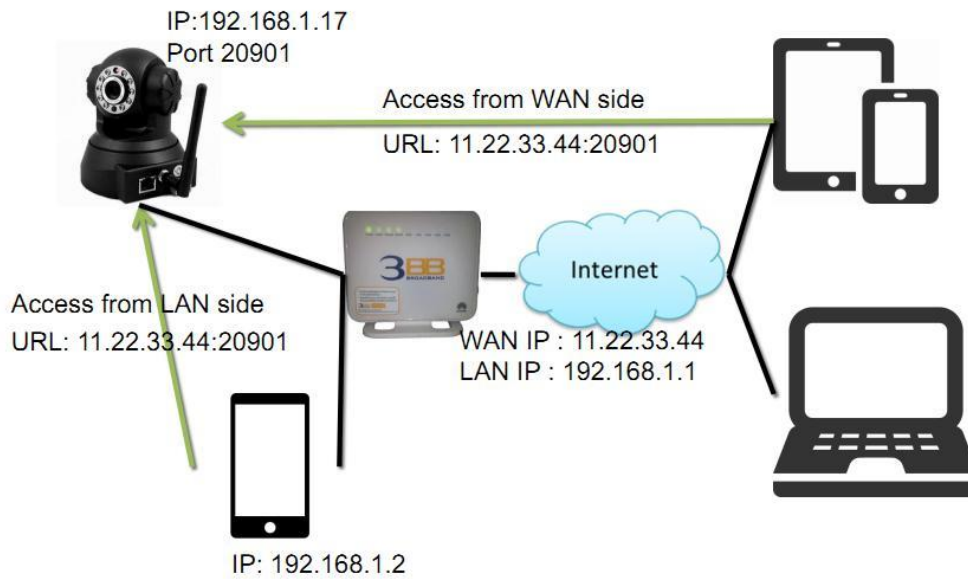 IP:192.168.1.17
Port 20901
Access from WAN side
URL: 11.22.33.44:20901
3BB
BROADBAND
Internet
Access from LAN side
URL: 11.22.33.44:20901
WAN IP : 11.22.33.44
LAN IP : 192.168.1.1
IP: 192.168.1.2